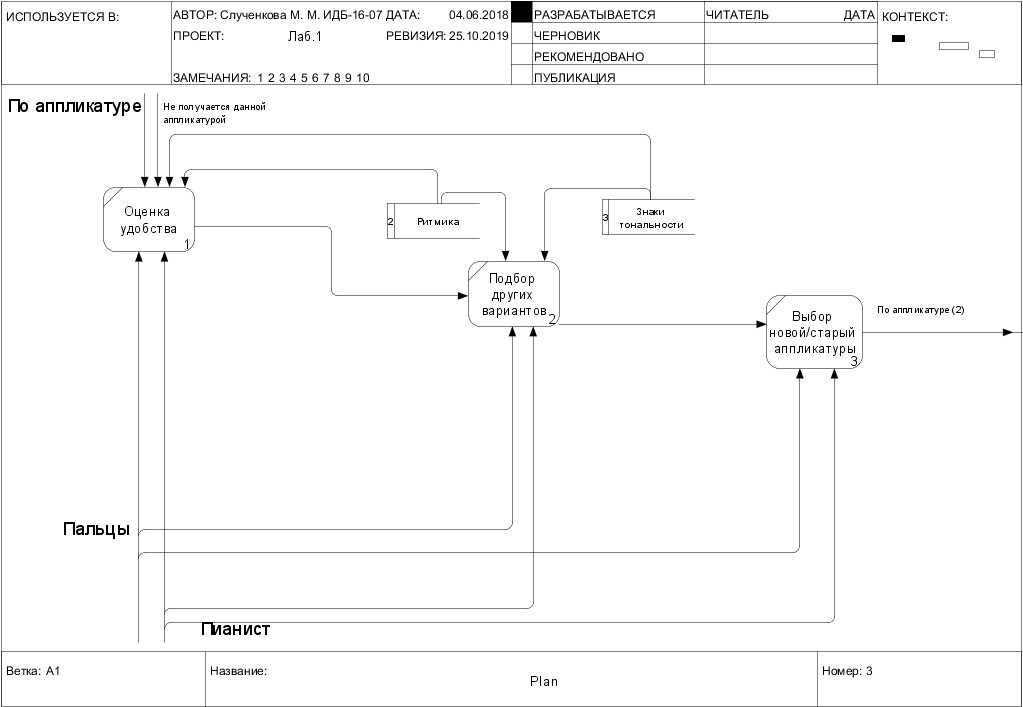 ИСПОЛЬЗУЕТСЯ В:
АВТОР: Слученкова М. М. ИДБ-16-07 ДАТА: 04.06.2018
ПРОЕКТ: Лаб.1 РЕВИЗИЯ: 25.10.2019
ЗАМЕЧАНИЯ: 1 2 3 4 5 6 7 8 9 10
РАЗРАБАТЫВАЕТСЯ
ЧЕРНОВИК
РЕКОМЕНДОВАНО
ПУБЛИКАЦИЯ
ЧИТАТЕЛЬ ДАТА
КОНТЕКСТ:
По аппликатуре
Не получается данной
аппликатурой
Оценка
удобства
1
2
Ритмика
3
Знаки
тональности
Подбор
других
вариантов
2
Выбор
новой/старый
аппликатуры
3
По аппликатуре (2)
Пальцы
Пианист
Ветка: A1
Название:
Plan
Номер: 3